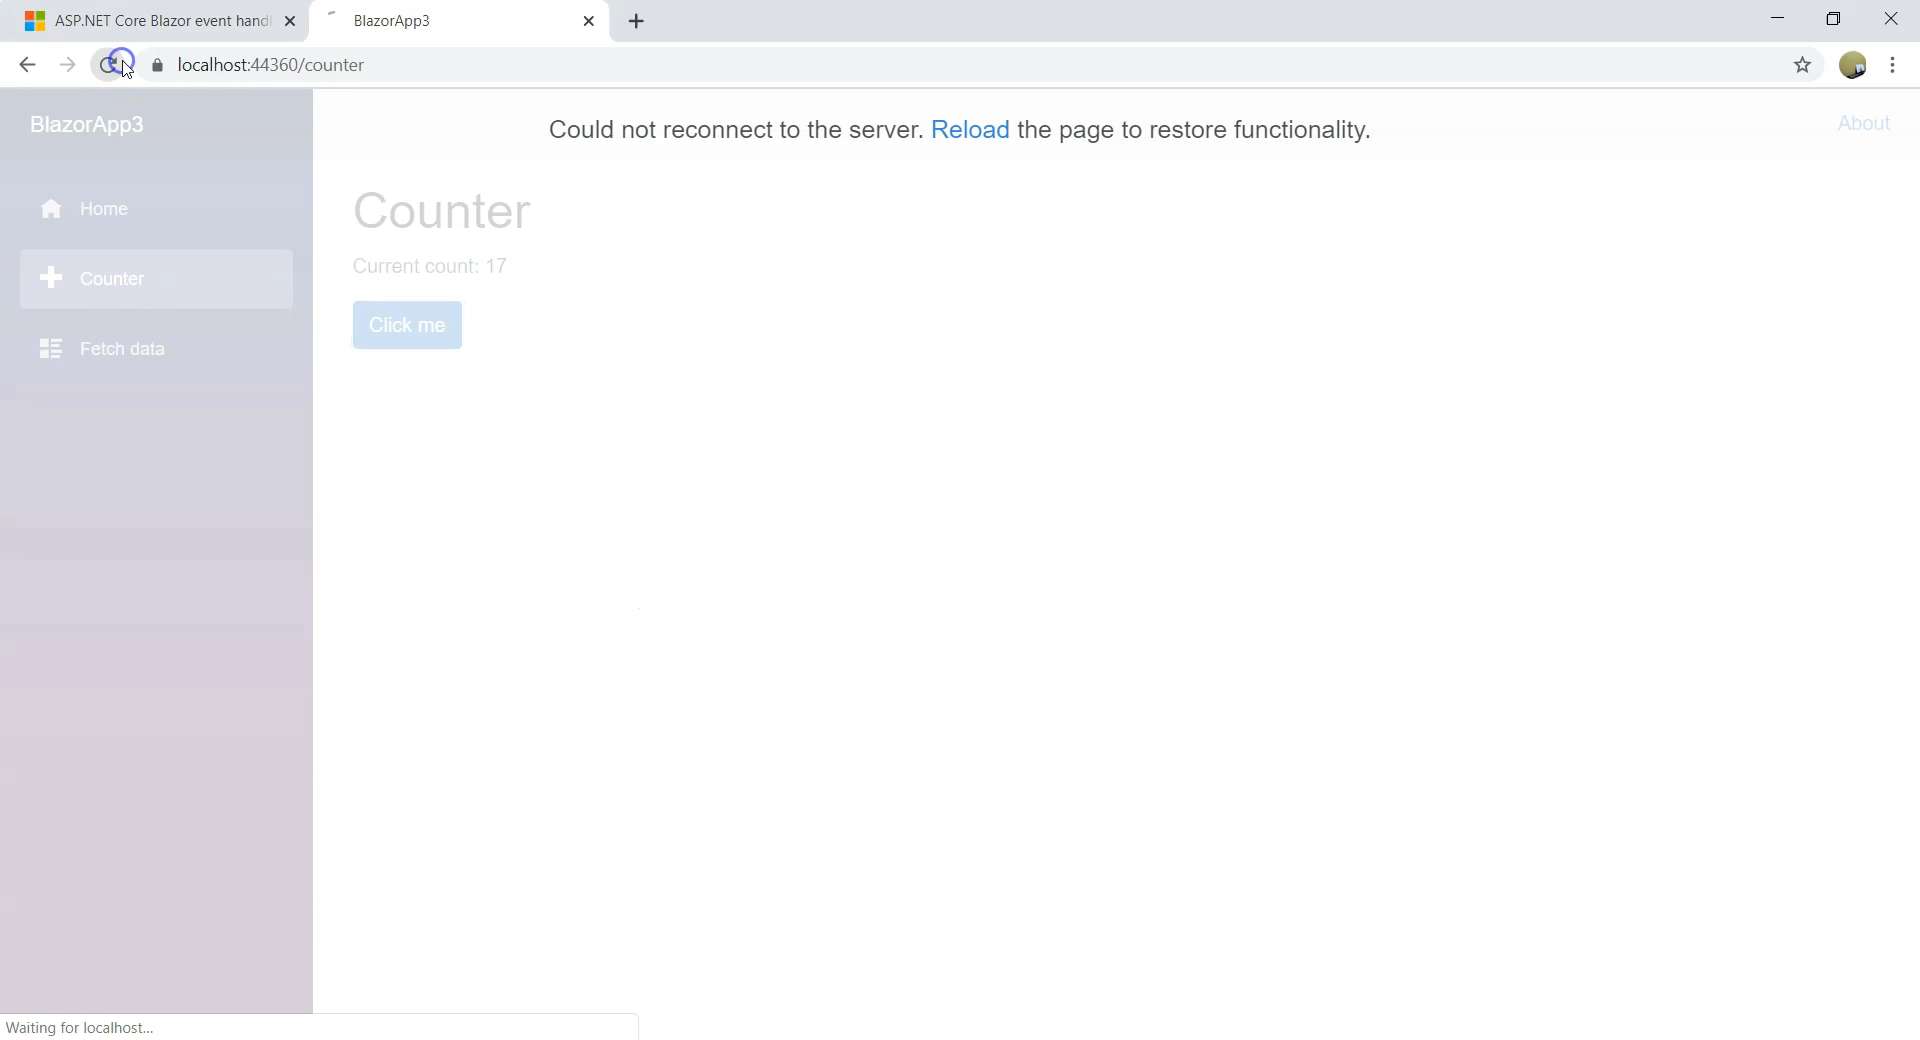 ASP.NET Core Blazor event handl
BlazorApp3
localhost:44360/counter
BlazorApp3
Could not reconnect to the server. Reload the page to restore functionality.
About
Home
Counter
Fetch data
Counter
Current count: 17
Click me
Waiting for localhost...